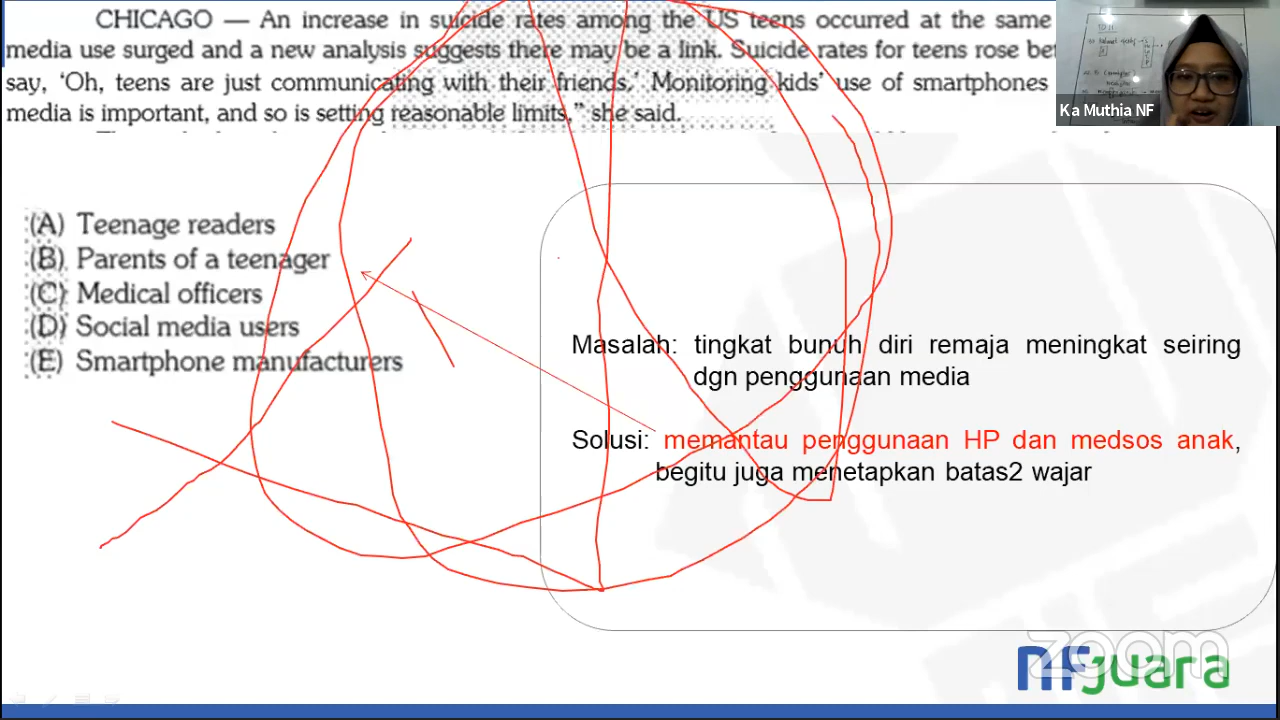 CHICAGO — An increase in suicide rates among the US teens occurred at the same
media use surged and a new analysis suggests there may be a link. Suicide rates for teens rose be
say, ‘Oh, teens are just communicating with their friends.’ Monitoring kids’ use of smartphones
media is important, and so is setting reasonable limits,” she said.
Ka Muthia NF
(A) Teenage readers
(B) Parents of a teenager
(C) Medical officers
(D) Social media users
(E) Smartphone manufacturers
Masalah: tingkat bunuh diri remaja meningkat seiring
dgn penggunaan media
Solusi: memantau penggunaan HP dan medsos anak,
begitu juga menetapkan batas2 wajar
zoom
NFJuara